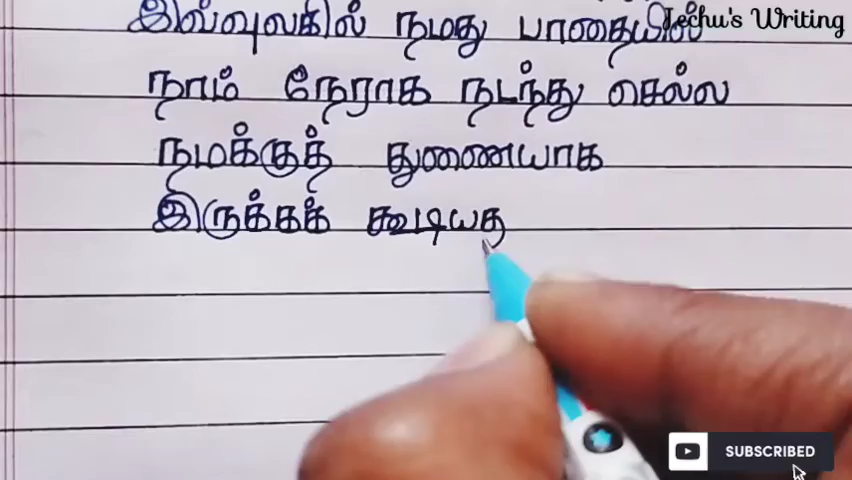 இவ்வுலகில் நமது பாதையில்
Jechu's Writing
நாம் நேராக நடந்து செல்ல
நமக்குத் துணையாக
இருக்கக் கூடியத
SUBSCRIBED